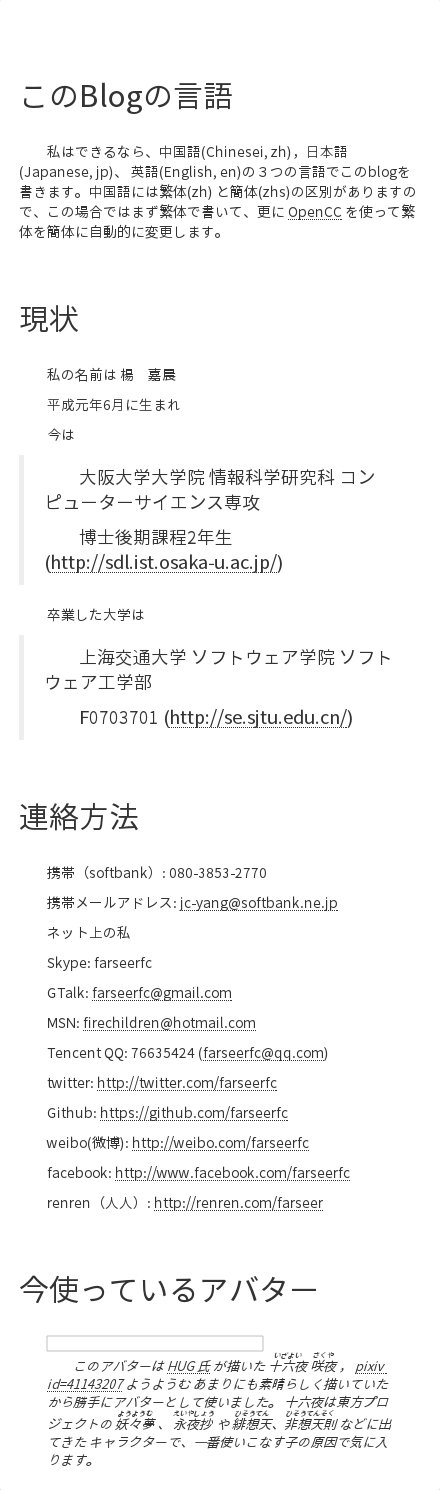 このBlogの言語
私はできるなら、中国語(Chinesei, zh)，日本語
(Japanese, jp)、 英語(English, en)の３つの言語でこのblogを
書きます。中国語には繁体(zh) と簡体(zhs)の区別がありますの
で、この場合ではまず繁体で書いて、更に OpenCC を使って繁
体を簡体に自動的に変更します。
現状
私の名前は 楊　嘉晨
平成元年6月に生まれ
今は
大阪大学大学院 情報科学研究科 コン
ピューターサイエンス専攻
博士後期課程2年生
(http://sdl.ist.osaka-u.ac.jp/)
卒業した大学は
上海交通大学 ソフトウェア学院 ソフト
ウェア工学部
F0703701 (http://se.sjtu.edu.cn/)
連絡方法
携帯（softbank）: 080-3853-2770
携帯メールアドレス: jc-yang@softbank.ne.jp
ネット上の私
Skype: farseerfc
GTalk: farseerfc@gmail.com
MSN: firechildren@hotmail.com
Tencent QQ: 76635424 (farseerfc@qq.com)
twitter: http://twitter.com/farseerfc
Github: https://github.com/farseerfc
weibo(微博): http://weibo.com/farseerfc
facebook: http://www.facebook.com/farseerfc
renren（人人）: http://renren.com/farseer
今使っているアバター
いざよい さくや
このアバターは HUG 氏 が描いた 十六夜 咲夜 ， pixiv
id=41143207 ようようむ あまりにも素晴らしく描いていた
から勝手にアバターとして使いました。 十六夜は東方プロ
ようようむ えいやしょう ひそうてん ひそうてんそく
ジェクトの 妖々夢 、 永夜抄 や 緋想天、非想天則 などに出
てきた キャラクターで、一番使いこなす子の原因で気に入
ります。